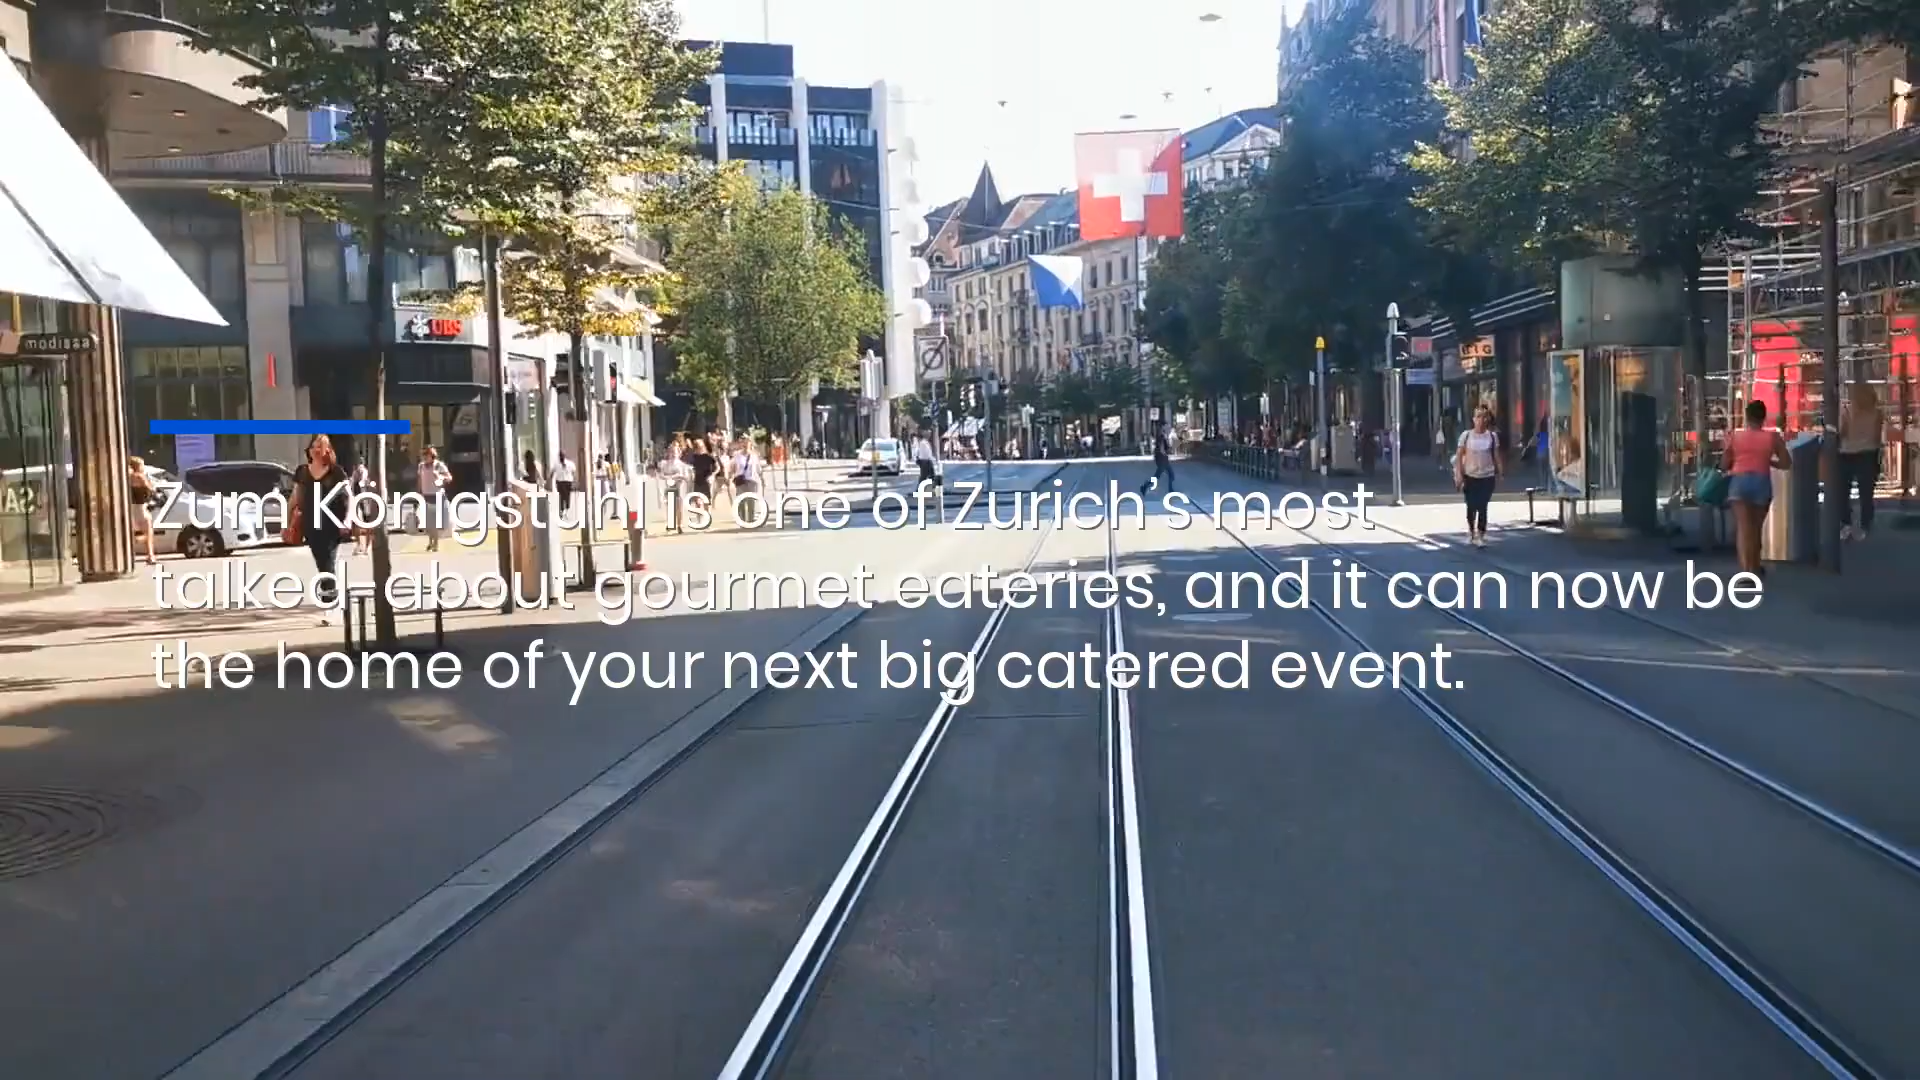 modissa
UBS
BIG
Zum Königstuhl is one of Zurich's most
talked-about gourmet eateries, and it can now be
the home of your next big catered event.